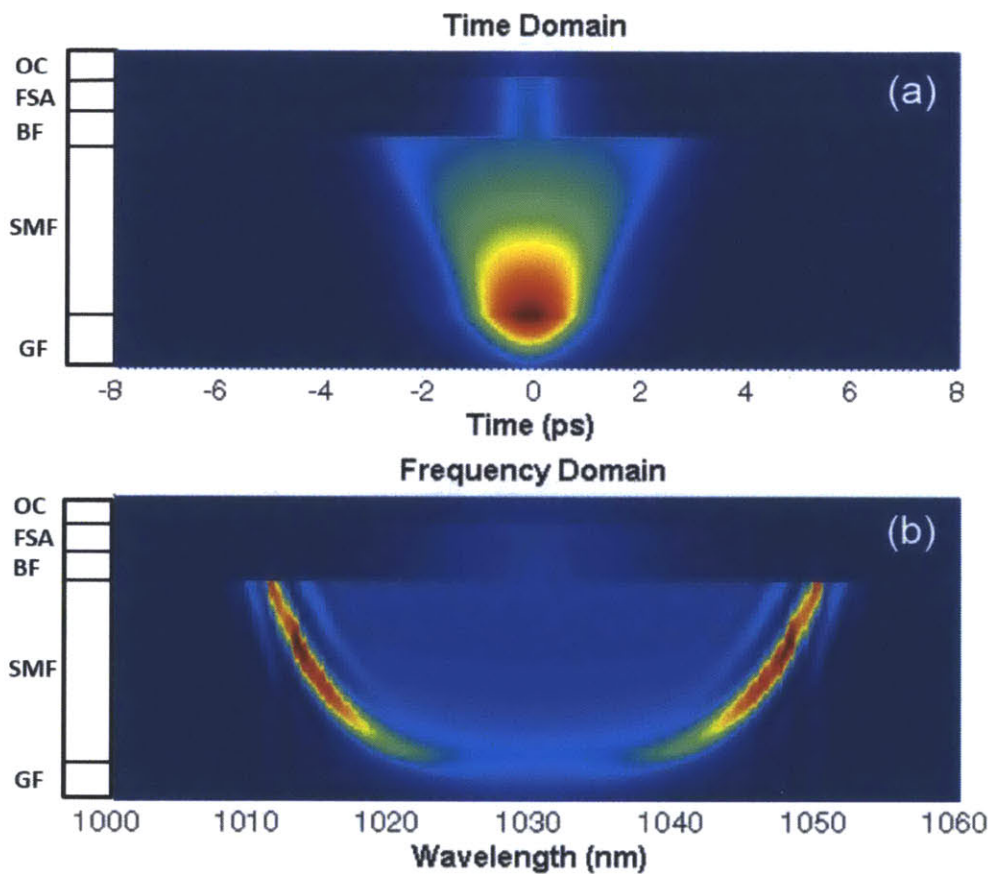 Time Domain
OC
FSA
BF
SMF
GF
(a)
-8 -6 -4 -2 0 2 4 6 8
Time (ps)
Frequency Domain
OC
FSA
BF
SMF
GF
(b)
1000 1010 1020 1030 1040 1050 1060
Wavelength (nm)